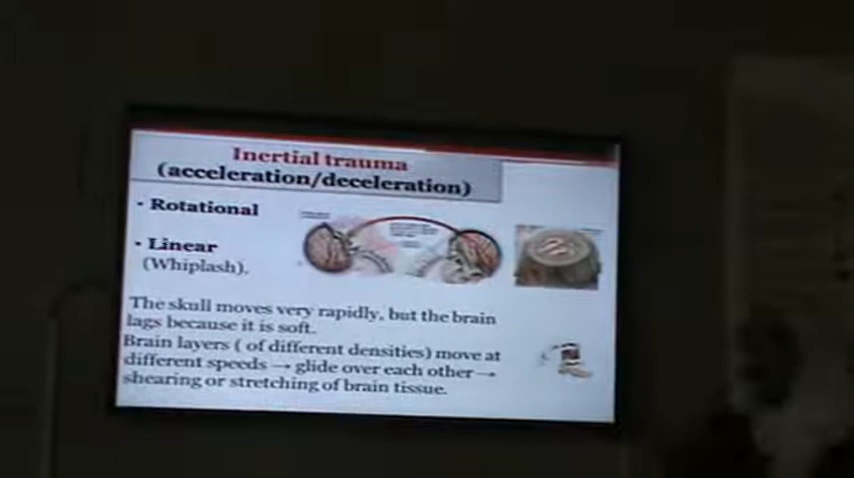 Inertial trauma
(acceleration/deceleration)
• Rotational
• Linear
(Whiplash).
The skull moves very rapidly, but the brain
lags because it is soft.
Brain layers ( of different densities) move at
different speeds → glide over each other →
shearing or stretching of brain tissue.